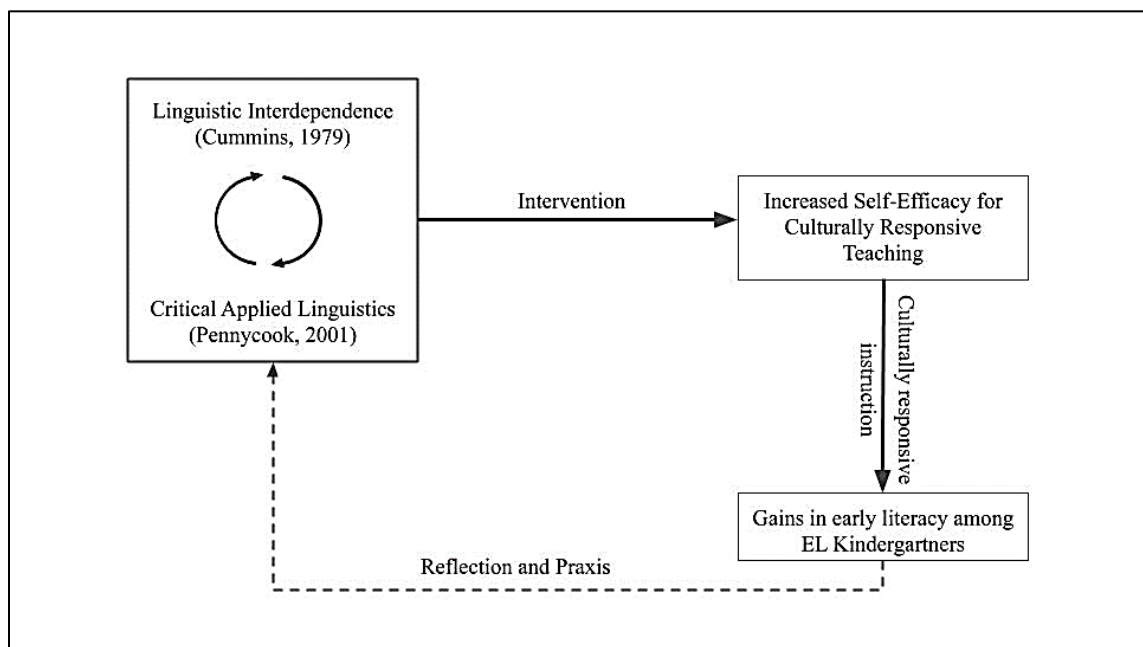 Linguistic Interdependence
(Cummins, 1979)
Critical Applied Linguistics
(Pennycook, 2001)
Intervention
Increased Self-Efficacy for
Culturally Responsive
Teaching
Culturally responsive
instruction
Gains in early literacy among
EL Kindergartners
Reflection and Praxis